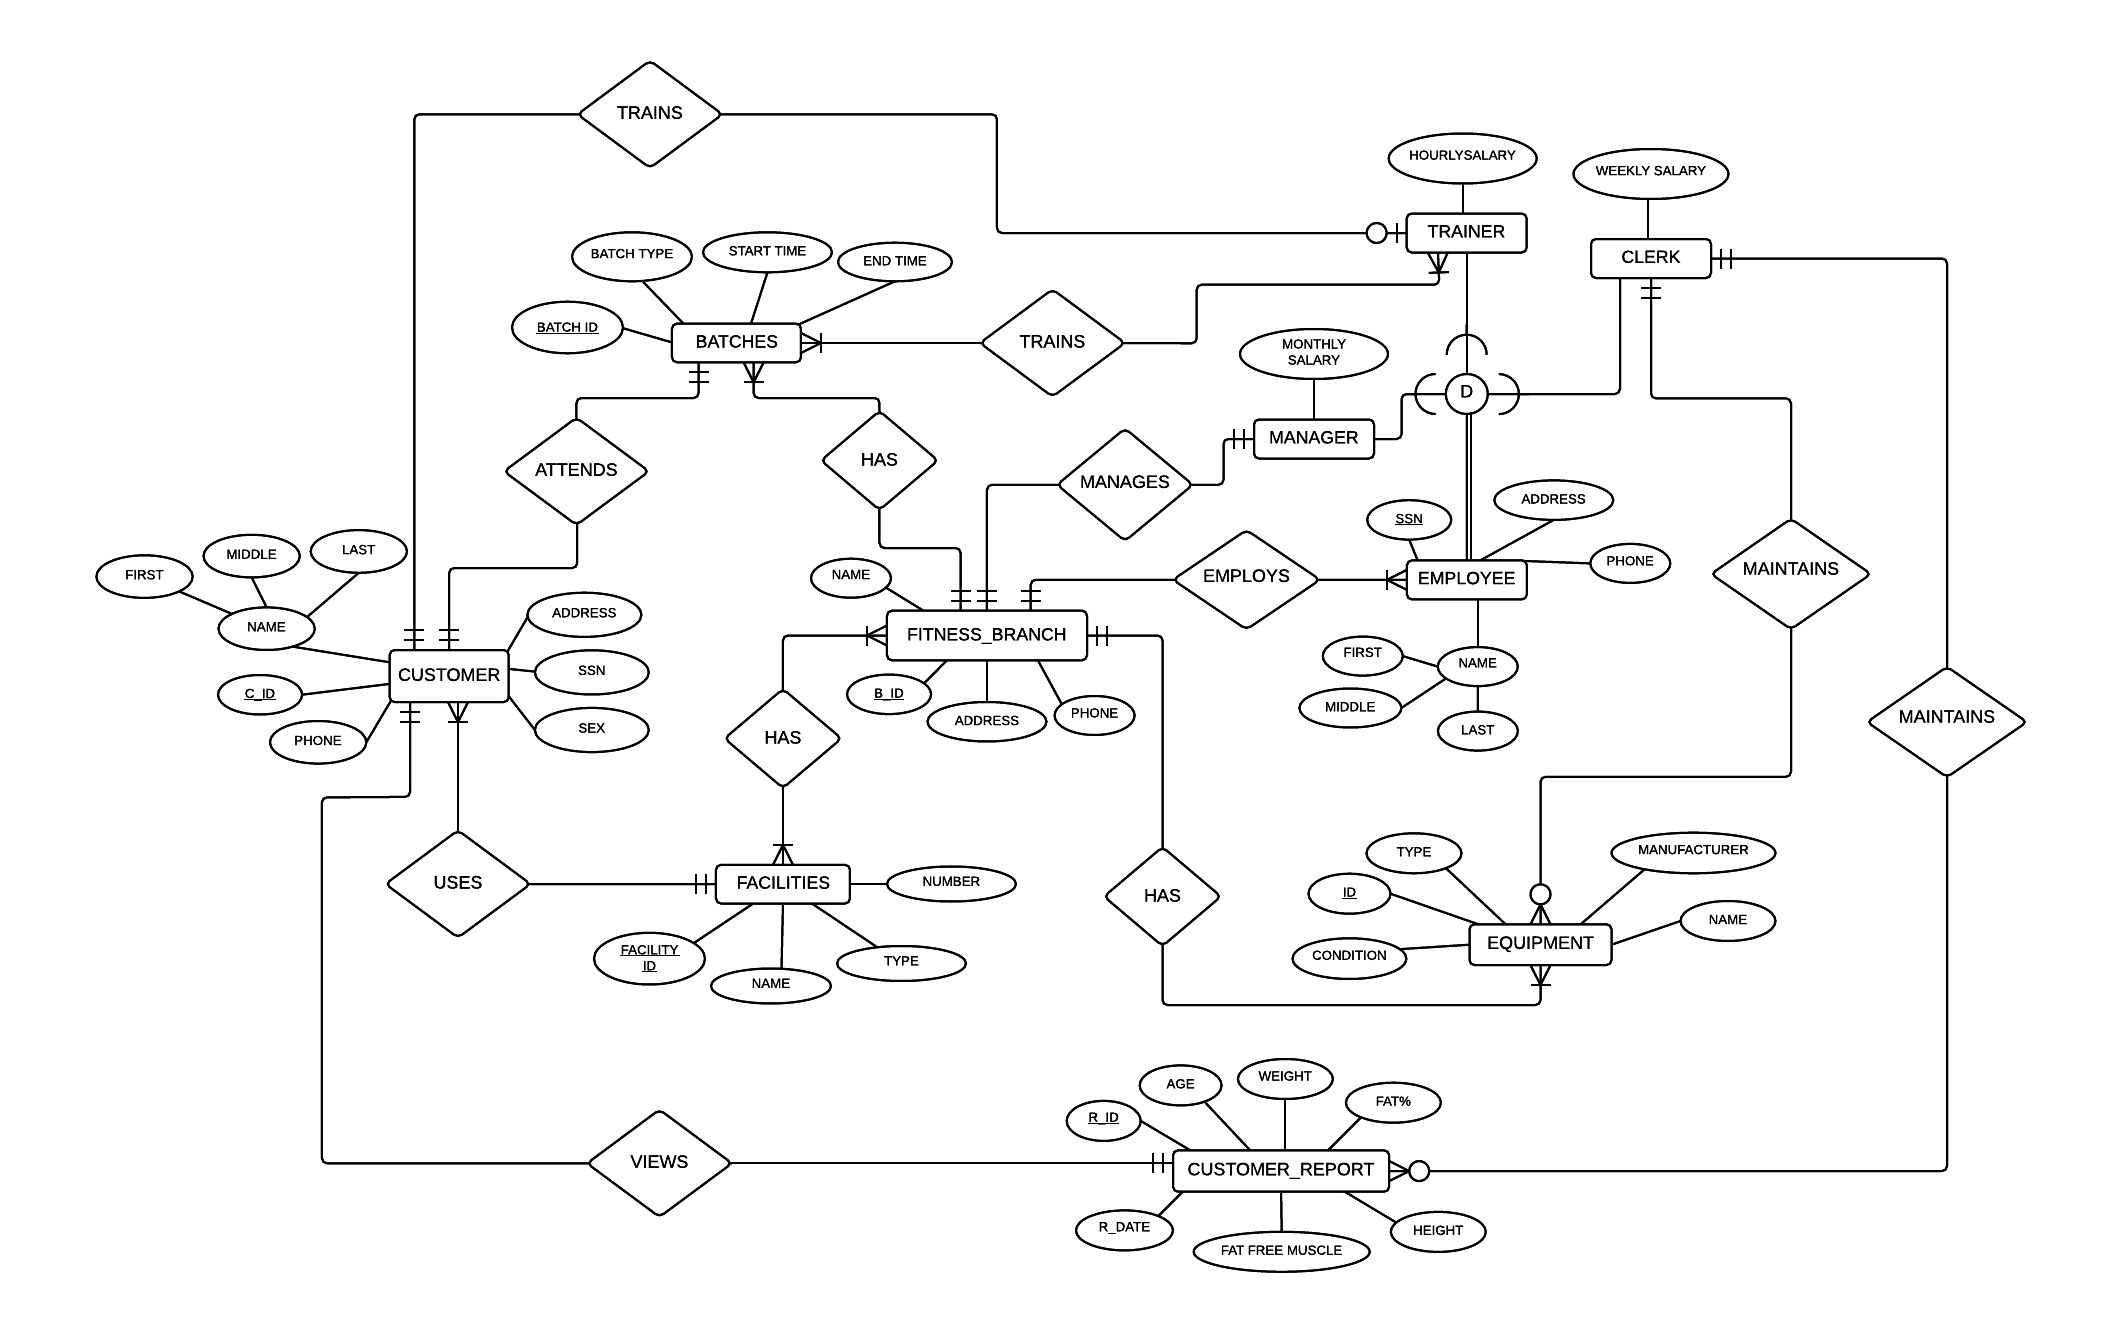 TRAINS
HOURLYSALARY
WEEKLY SALARY
TRAINER
CLERK
BATCH TYPE
START TIME
END TIME
BATCH ID
BATCHES
TRAINS
MONTHLY
SALARY
D
MANAGER
ATTENDS
HAS
MANAGES
SSN
ADDRESS
PHONE
FIRST
MIDDLE
LAST
NAME
NAME
EMPLOYS
EMPLOYEE
MAINTAINS
ADDRESS
CUSTOMER
SSN
C_ID
SEX
PHONE
FITNESS_BRANCH
B_ID
ADDRESS
PHONE
FIRST
NAME
MIDDLE
LAST
HAS
MAINTAINS
USES
FACILITIES
NUMBER
FACILITY
ID
NAME
TYPE
HAS
TYPE
MANUFACTURER
ID
NAME
CONDITION
EQUIPMENT
AGE
WEIGHT
FAT%
R_ID
VIEWS
CUSTOMER_REPORT
R_DATE
FAT FREE MUSCLE
HEIGHT